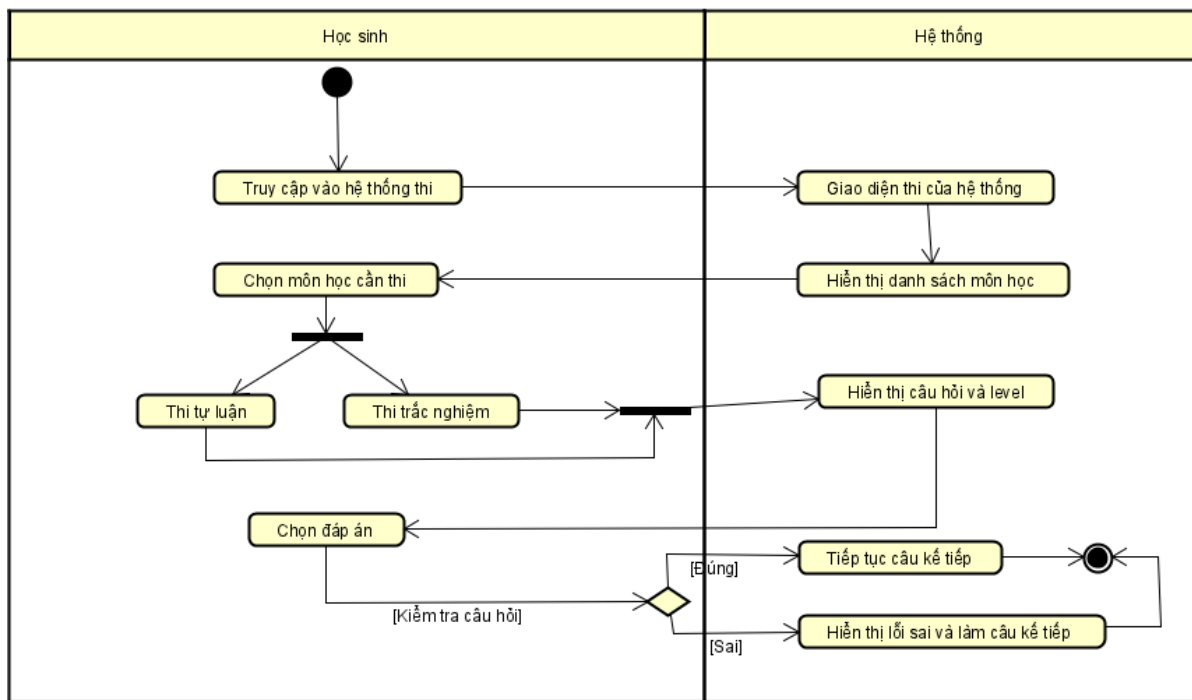 Học sinh
Hệ thống
Truy cập vào hệ thống thi
Giao diện thi của hệ thống
Chọn môn học cần thi
Hiển thị danh sách môn học
Thi tự luận
Thi trắc nghiệm
Hiển thị câu hỏi và level
Chọn đáp án
[Đúng]
Tiếp tục câu kế tiếp
[Kiểm tra câu hỏi]
[Sai]
Hiển thị lỗi sai và làm câu kế tiếp